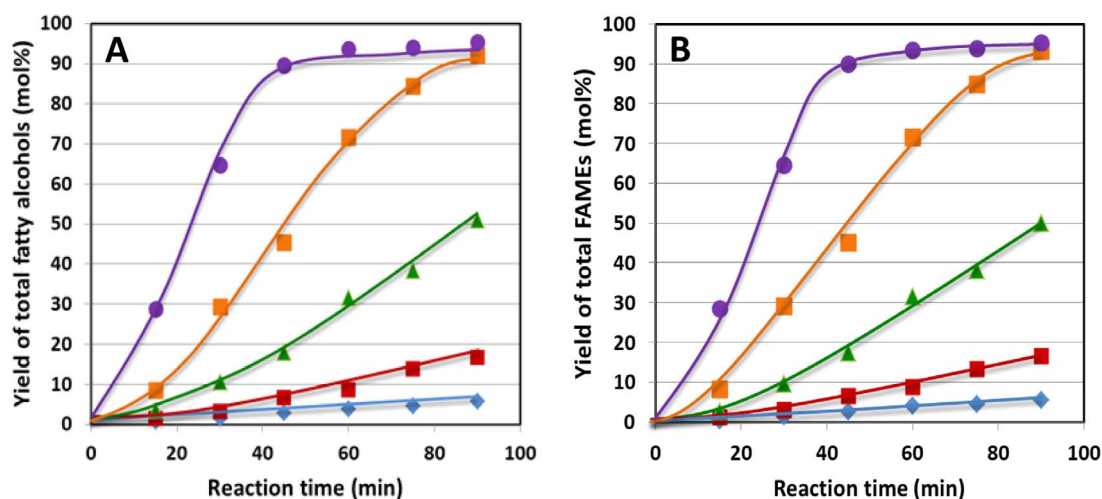 A
Yield of total fatty alcohols (mol%)
100
90
80
70
60
50
40
30
20
10
0
0 20 40 60 80 100
Reaction time (min)
B
Yield of total FAMEs (mol%)
100
90
80
70
60
50
40
30
20
10
0
0 20 40 60 80 100
Reaction time (min)